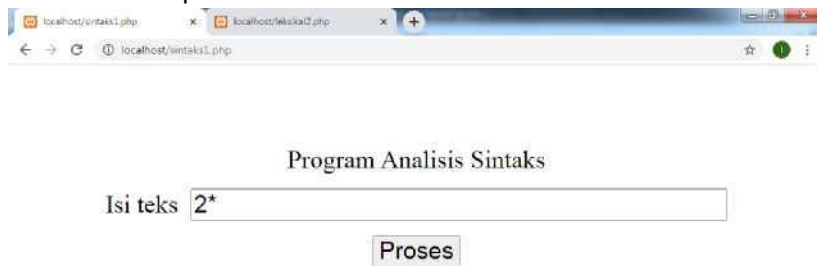 localhost/sintaks1.php × localhost/leksikal2.php × +
localhost/sintaks1.php
Program Analisis Sintaks
Isi teks 2*
Proses